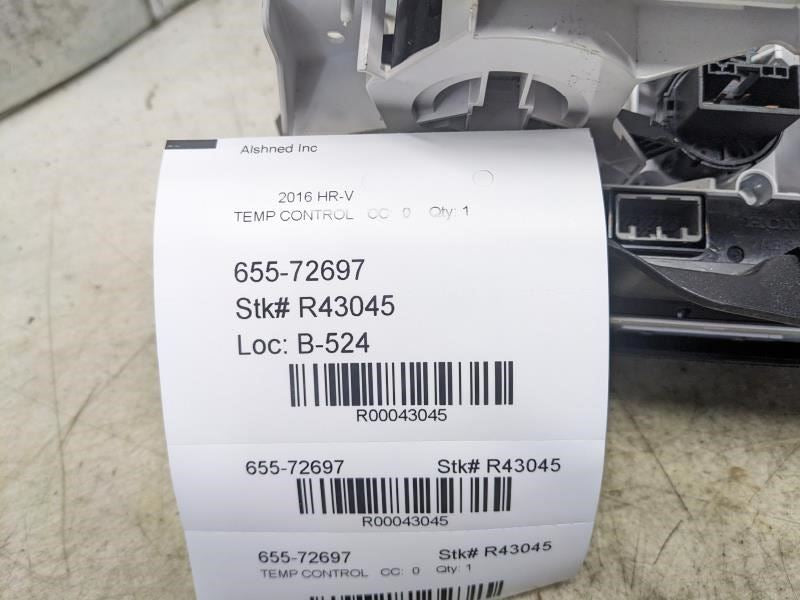 Alshned Inc
2016 HR-V
TEMP CONTROL CC: 0 Qty: 1
655-72697
Stk# R43045
Loc: B-524
R00043045
655-72697 Stk# R43045
R00043045
655-72697 Stk# R43045
TEMP CONTROL CC: 0 Qty: 1